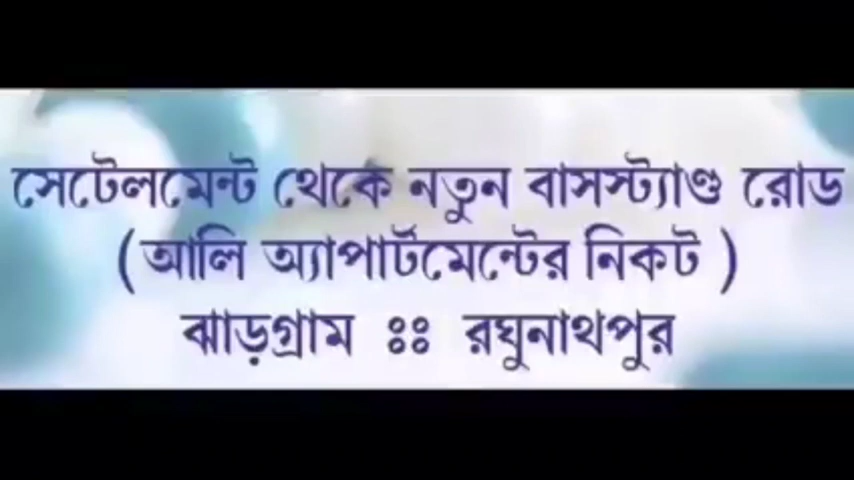 সেটেলমেন্ট থেকে নতুন বাসস্ট্যাণ্ড রোড
(আলি অ্যাপার্টমেন্টের নিকট )
ঝাড়গ্রাম ঃঃ রঘুনাথপুর